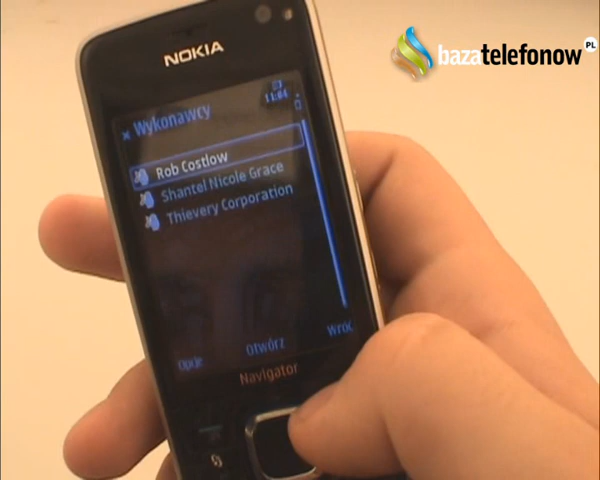 bazatelefonow PL
NOKIA
11:04
Wykonawcy
Rob Costlow
Shantel Nicole Grace
Thievery Corporation
Opcje Otwórz Wróć
Navigator